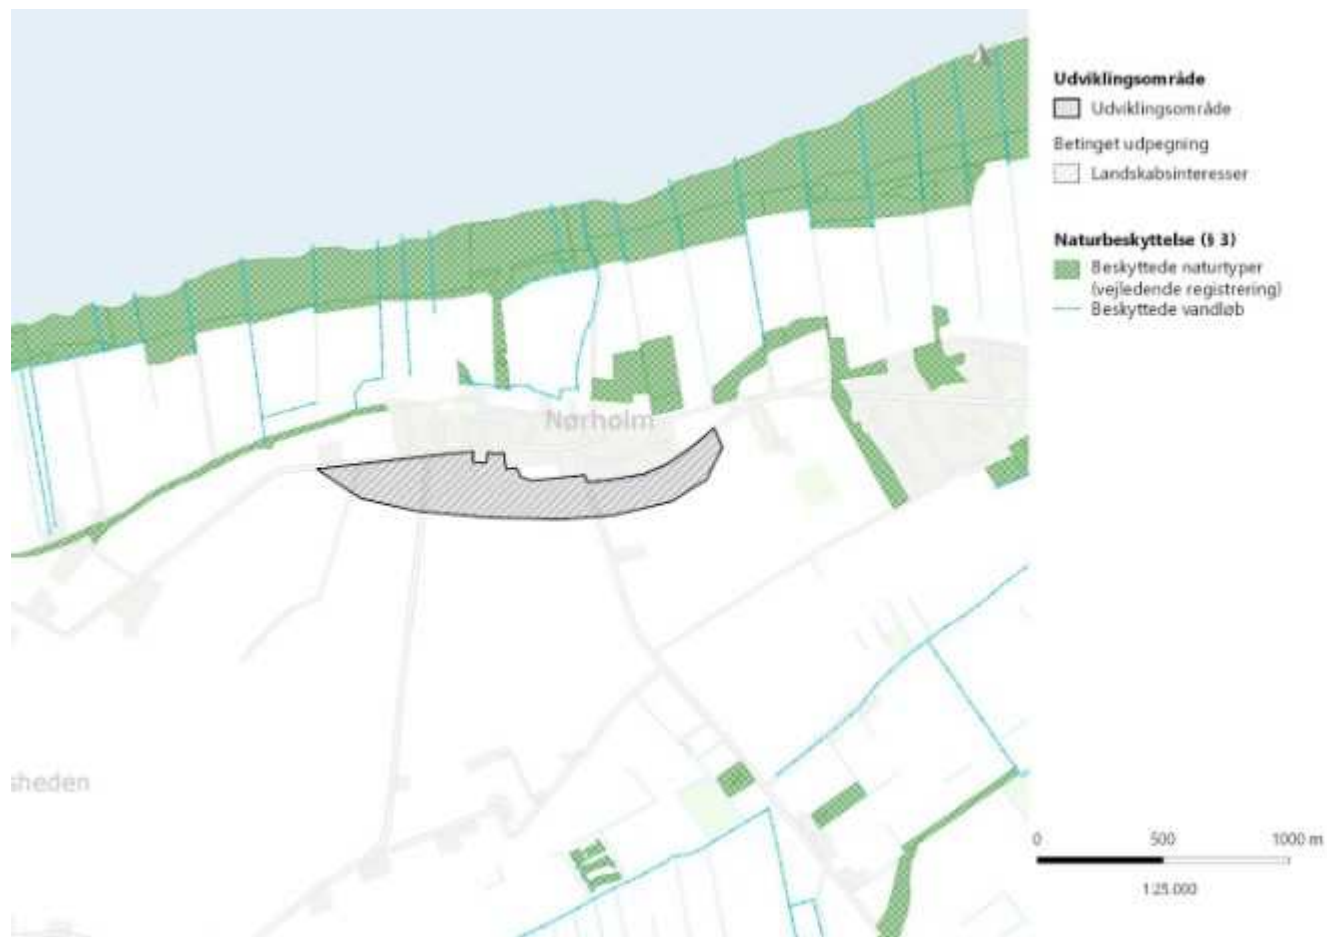 Udviklingsområde
Udviklingsområde
Betinget udpegning
Landskabsinteresser
Naturbeskyttelse (§ 3)
Beskyttede naturtyper
(vejledende registrering)
Beskyttede vandløb
Nørholm
sheden
0 500 1000 m
1:25.000